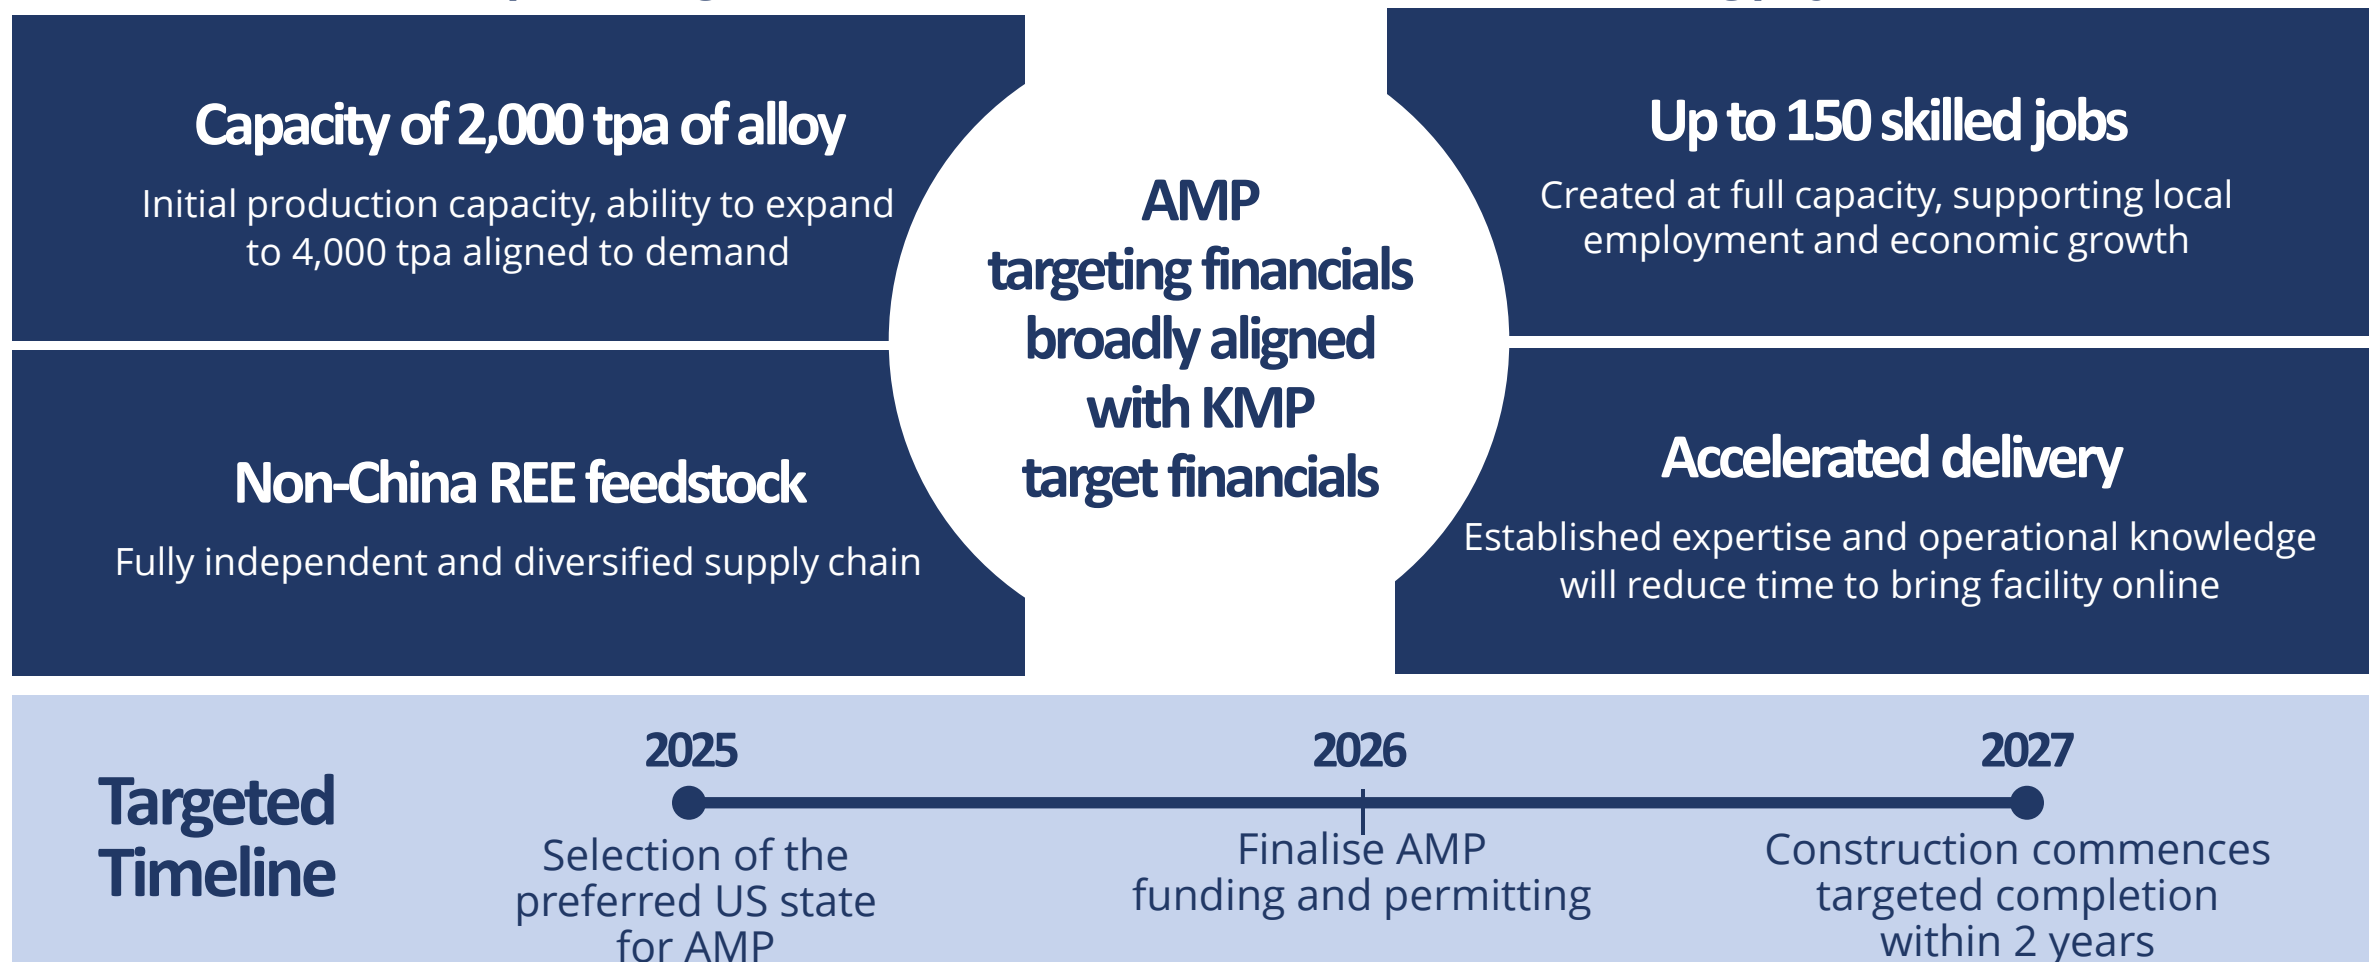 Capacity of 2,000 tpa of alloy
Initial production capacity, ability to expand
to 4,000 tpa aligned to demand
Non-China REE feedstock
Fully independent and diversified supply chain
AMP
targeting financials
broadly aligned
with KMP
target financials
Up to 150 skilled jobs
Created at full capacity, supporting local
employment and economic growth
Accelerated delivery
Established expertise and operational knowledge
will reduce time to bring facility online
Targeted
Timeline
2025
Selection of the
preferred US state
for AMP
2026
Finalise AMP
funding and permitting
2027
Construction commences
targeted completion
within 2 years